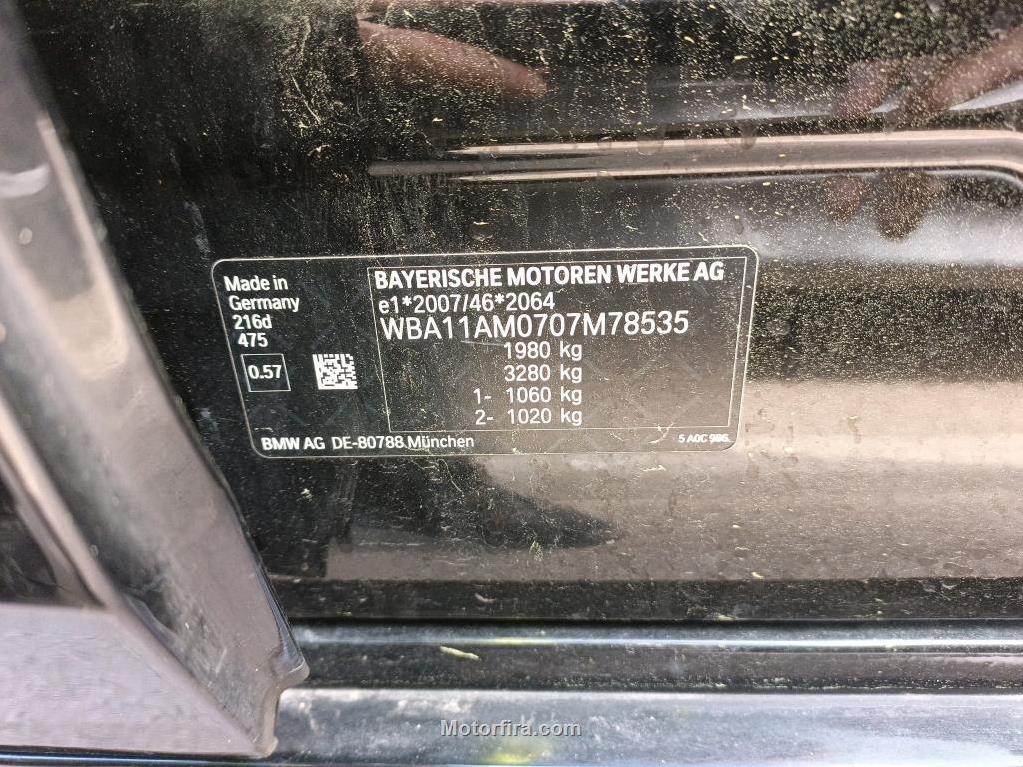 Made in
Germany
216d
475
0.57
BAYERISCHE MOTOREN WERKE AG
e1*2007/46*2064
WBA11AM0707M78535
1980 kg
3280 kg
1- 1060 kg
2- 1020 kg
BMW AG DE-80788 München
5 A0C 986
Motorfira.com